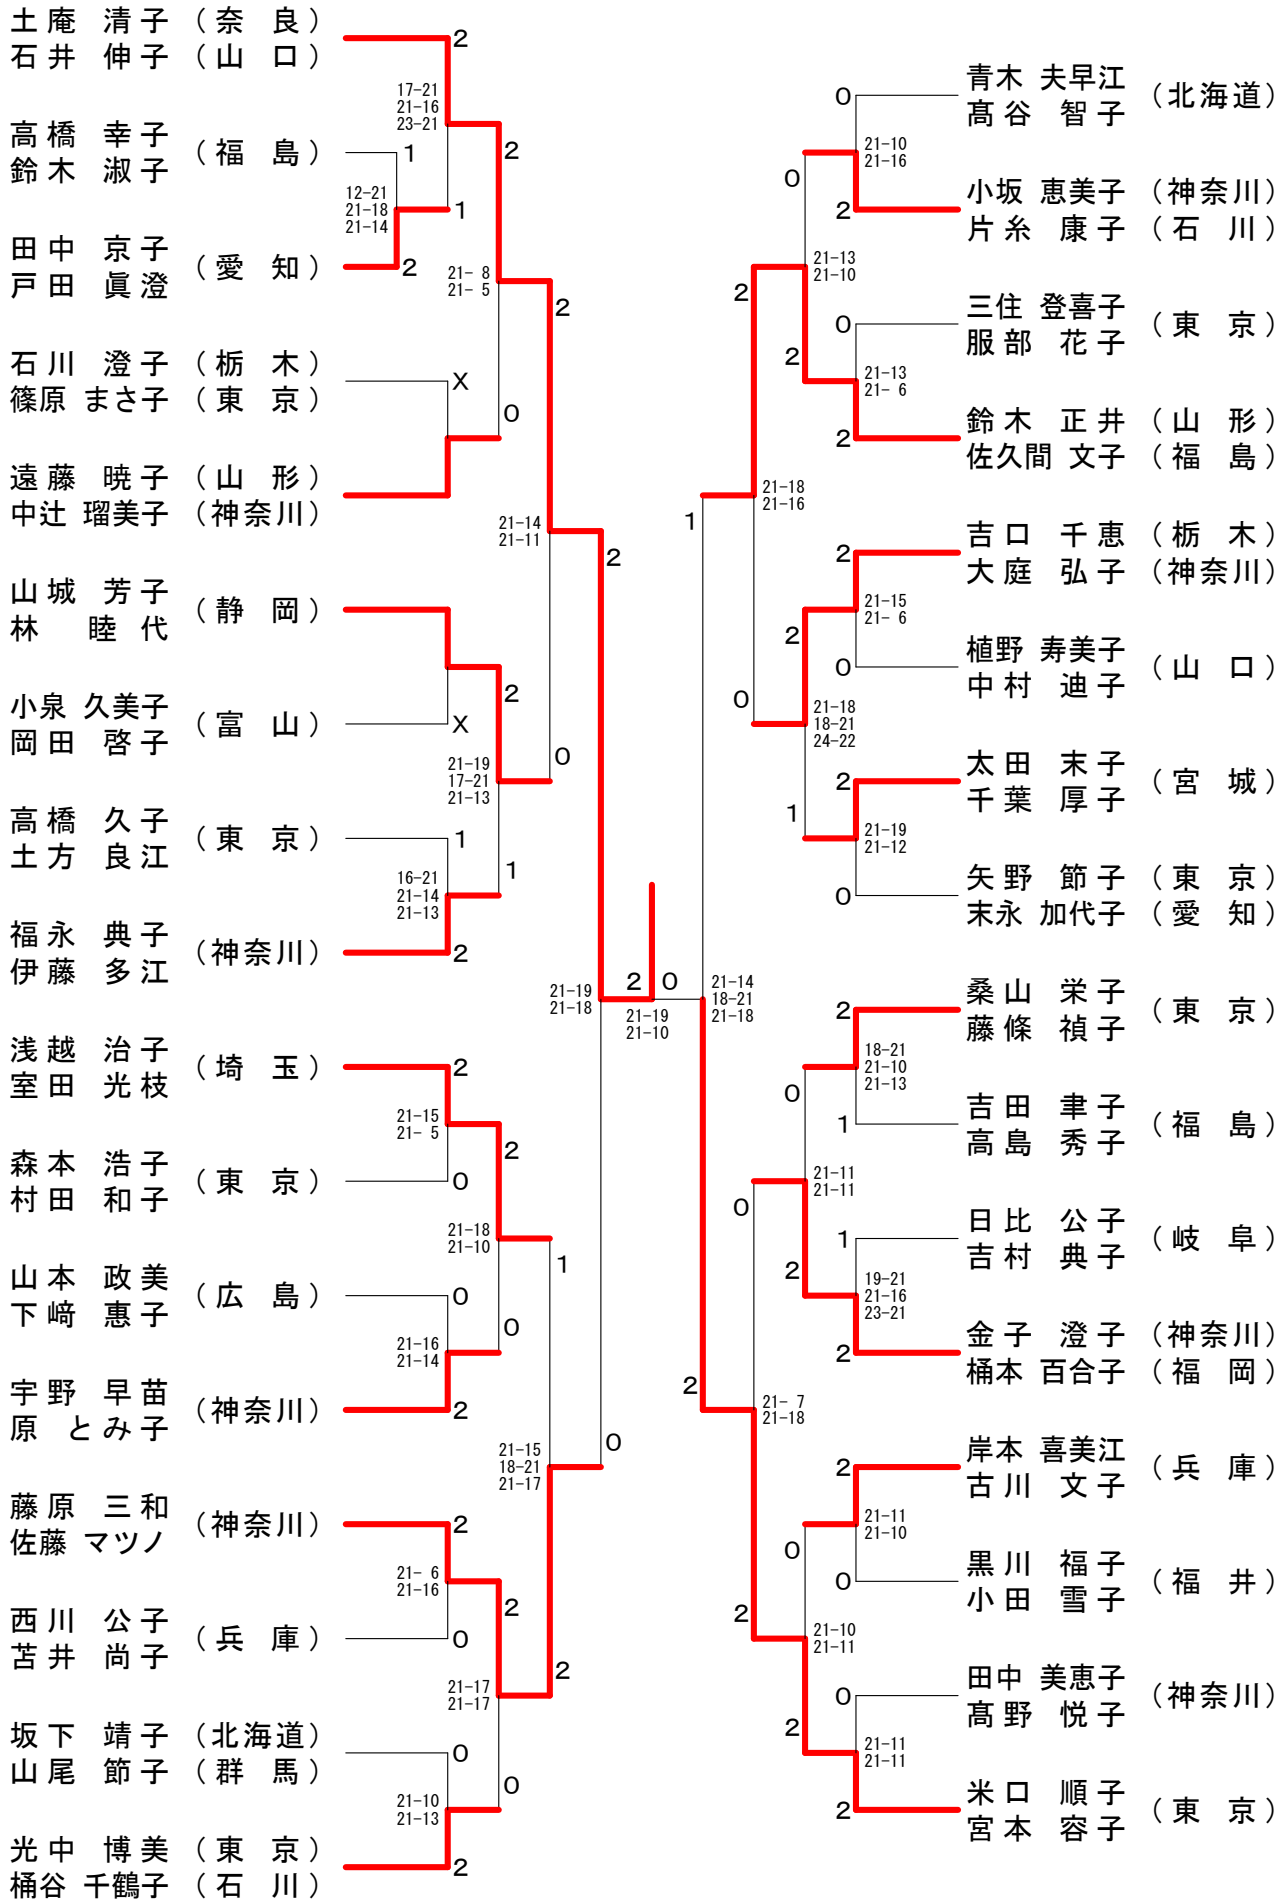 土庵 清子 (奈 良)
石井 伸子 (山 口)
2
17-21
21-16
23-21
2
高橋 幸子
鈴木 淑子
(福 島)
1
12-21
21-18
21-14
1
田中 京子
戸田 眞澄
(愛 知)
2
21- 8
21- 5
2
石川 澄子 (栃 木)
篠原 まさ子 (東 京)
X
0
遠藤 暁子 (山 形)
中辻 瑠美子 (神奈川)
21-14
21-11
2
山城 芳子
林 睦代
(静 岡)
2
小泉 久美子
岡田 啓子
(富 山)
X
0
21-19
17-21
21-13
高橋 久子
土方 良江
(東 京)
1
1
16-21
21-14
21-13
福永 典子
伊藤 多江
(神奈川)
2
21-19
21-18
2 0
21-19
21-10
浅越 治子
室田 光枝
(埼 玉)
2
21-15
21- 5
2
森本 浩子
村田 和子
(東 京)
0
21-18
21-10
1
山本 政美
下﨑 惠子
(広 島)
0
0
21-16
21-14
宇野 早苗
原 とみ子
(神奈川)
2
21-15
18-21
21-17
0
藤原 三和
佐藤 マツノ
(神奈川)
2
21- 6
21-16
2
西川 公子
苫井 尚子
(兵 庫)
0
2
21-17
21-17
坂下 靖子 (北海道)
山尾 節子 (群 馬)
0
0
21-10
21-13
光中 博美 (東 京)
桶谷 千鶴子 (石 川)
2
青木 夫早江
髙谷 智子
(北海道)
0
21-10
21-16
0
小坂 恵美子 (神奈川)
片糸 康子 (石 川)
2
21-13
21-10
2
三住 登喜子
服部 花子
(東 京)
0
2
21-13
21- 6
鈴木 正井 (山 形)
佐久間 文子 (福 島)
2
21-18
21-16
1
吉口 千恵 (栃 木)
大庭 弘子 (神奈川)
2
21-15
21- 6
2
植野 寿美子
中村 迪子
(山 口)
0
0
21-18
18-21
24-22
太田 末子
千葉 厚子
(宮 城)
2
1
21-19
21-12
矢野 節子 (東 京)
末永 加代子 (愛 知)
0
21-14
18-21
21-18
桑山 栄子
藤條 禎子
(東 京)
2
18-21
21-10
21-13
0
吉田 聿子
高島 秀子
(福 島)
1
21-11
21-11
0
日比 公子
吉村 典子
(岐 阜)
1
2
19-21
21-16
23-21
金子 澄子 (神奈川)
桶本 百合子 (福 岡)
2
2
21- 7
21-18
岸本 喜美江
古川 文子
(兵 庫)
2
21-11
21-10
0
黒川 福子
小田 雪子
(福 井)
0
2
21-10
21-11
田中 美恵子
髙野 悦子
(神奈川)
0
2
21-11
21-11
米口 順子
宮本 容子
(東 京)
2